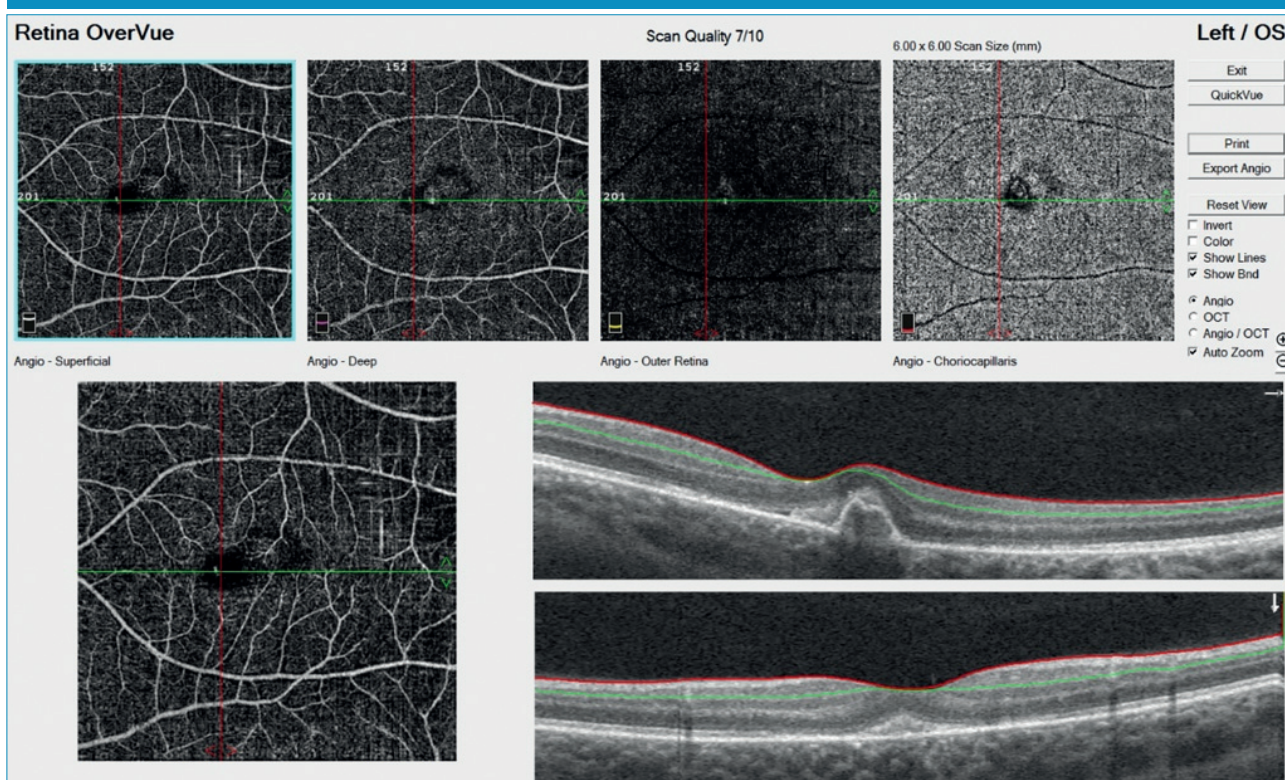 Retina OverVue
Scan Quality 7/10
6.00 x 6.00 Scan Size (mm)
Left / OS
152
201
152
201
152
152
201
Exit
QuickVue
Print
Export Angio
Reset View
Invert
Color
Show Lines
Show Bnd
Angio
OCT
Angio / OCT
Auto Zoom
Angio - Superficial
Angio - Deep
Angio - Outer Retina
Angio - Choriocapillaris